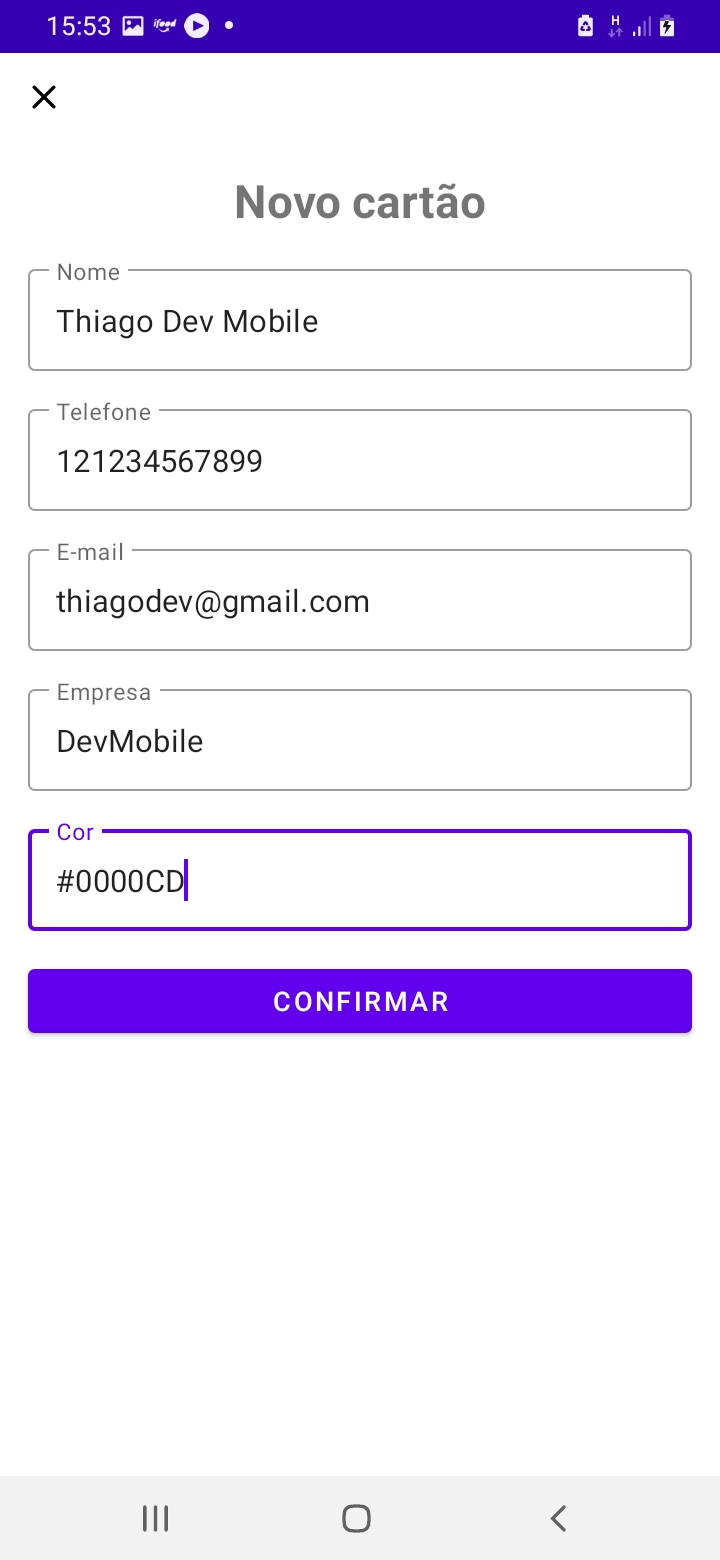 15:53 ifood H
Novo cartão
Nome
Thiago Dev Mobile
Telefone
121234567899
E-mail
thiagodev@gmail.com
Empresa
DevMobile
Cor
#0000CD
CONFIRMAR